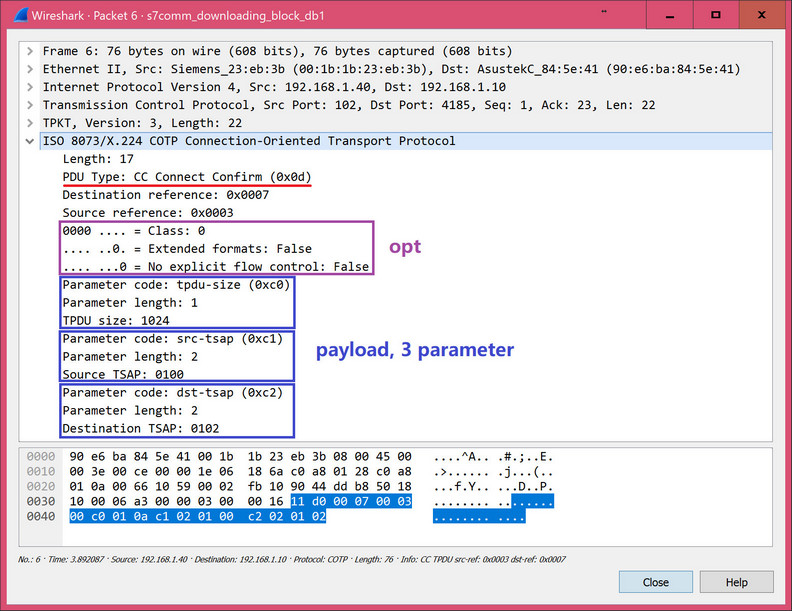 Wireshark · Packet 6 · s7comm_downloading_block_db1
Frame 6: 76 bytes on wire (608 bits), 76 bytes captured (608 bits)
Ethernet II, Src: Siemens_23:eb:3b (00:1b:1b:23:eb:3b), Dst: AsustekC_84:5e:41 (90:e6:ba:84:5e:41)
Internet Protocol Version 4, Src: 192.168.1.40, Dst: 192.168.1.10
Transmission Control Protocol, Src Port: 102, Dst Port: 4185, Seq: 1, Ack: 23, Len: 22
TPKT, Version: 3, Length: 22
ISO 8073/X.224 COTP Connection-Oriented Transport Protocol
Length: 17
PDU Type: CC Connect Confirm (0x0d)
Destination reference: 0x0007
Source reference: 0x0003
0000 .... = Class: 0
.... ..0. = Extended formats: False
.... ...0 = No explicit flow control: False
opt
Parameter code: tpdu-size (0xc0)
Parameter length: 1
TPDU size: 1024
Parameter code: src-tsap (0xc1)
Parameter length: 2
Source TSAP: 0100
payload, 3 parameter
Parameter code: dst-tsap (0xc2)
Parameter length: 2
Destination TSAP: 0102
0000 90 e6 ba 84 5e 41 00 1b 1b 23 eb 3b 08 00 45 00 ....^A.. .#.;..E.
0010 00 3e 00 ce 00 00 1e 06 18 6a c0 a8 01 28 c0 a8 .>...... .j...(..
0020 01 0a 00 66 10 59 00 02 fb 10 90 44 dd b8 50 18 ...f.Y.. ...D..P.
0030 10 00 06 a3 00 00 03 00 00 16 11 d0 00 07 00 03 ........ ........
0040 00 c0 01 0a c1 02 01 00 c2 02 01 02 ........ ....
No.: 6 · Time: 3.892087 · Source: 192.168.1.40 · Destination: 192.168.1.10 · Protocol: COTP · Length: 76 · Info: CC TPDU src-ref: 0x0003 dst-ref: 0x0007
Close
Help